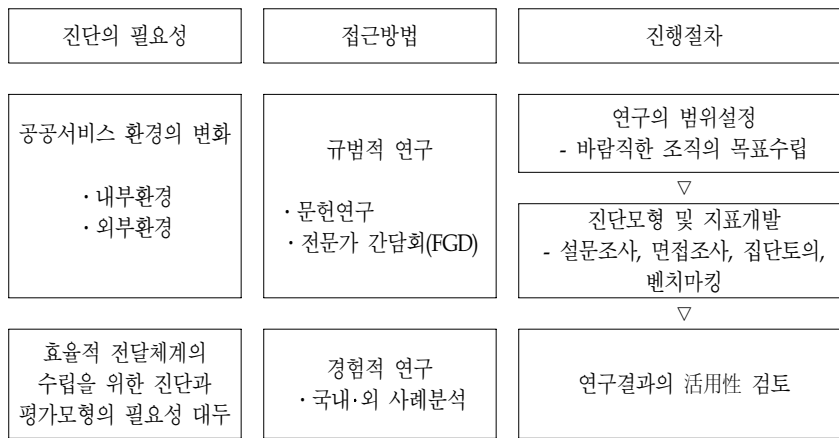 진단의 필요성
접근방법
진행절차
공공서비스 환경의 변화
· 내부환경
· 외부환경
규범적 연구
· 문헌연구
· 전문가 간담회(FGD)
연구의 범위설정
- 바람직한 조직의 목표수립
▽
진단모형 및 지표개발
- 설문조사, 면접조사, 집단토의,
벤치마킹
▽
효율적 전달체계의
수립을 위한 진단과
평가모형의 필요성 대두
경험적 연구
· 국내·외 사례분석
연구결과의 活用性 검토